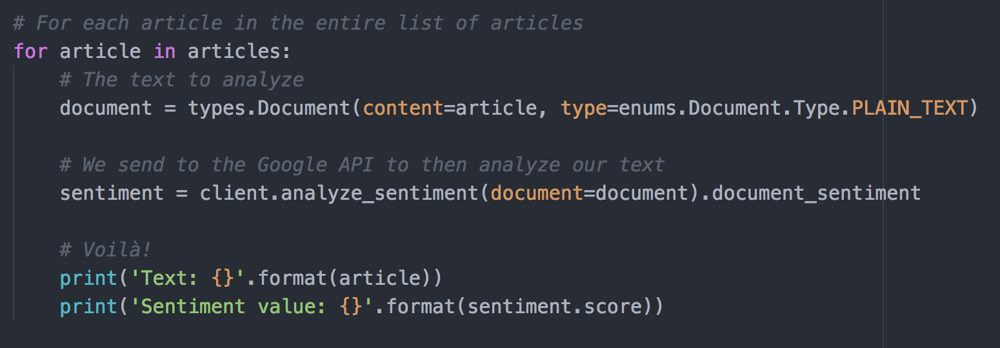 # For each article in the entire list of articles
for article in articles:
    # The text to analyze
    document = types.Document(content=article, type=enums.Document.Type.PLAIN_TEXT)
    # We send to the Google API to then analyze our text
    sentiment = client.analyze_sentiment(document=document).document_sentiment
    # Voilà!
    print('Text: {}'.format(article))
    print('Sentiment value: {}'.format(sentiment.score))